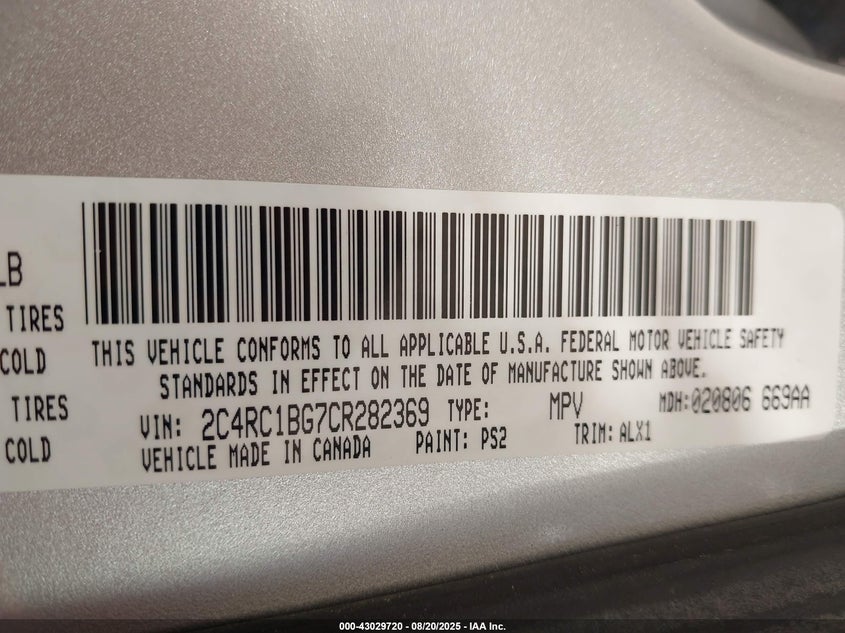 LB
TIRES
COLD
TIRES
COLD
THIS VEHICLE CONFORMS TO ALL APPLICABLE U.S.A. FEDERAL MOTOR VEHICLE SAFETY
STANDARDS IN EFFECT ON THE DATE OF MANUFACTURE SHOWN ABOVE.
VIN: 2C4RC1BG7CR282369 TYPE: MPV MDH:020806 669AA
VEHICLE MADE IN CANADA PAINT: PS2 TRIM: ALX1
000-43029720 - 08/20/2025 - IAA Inc.